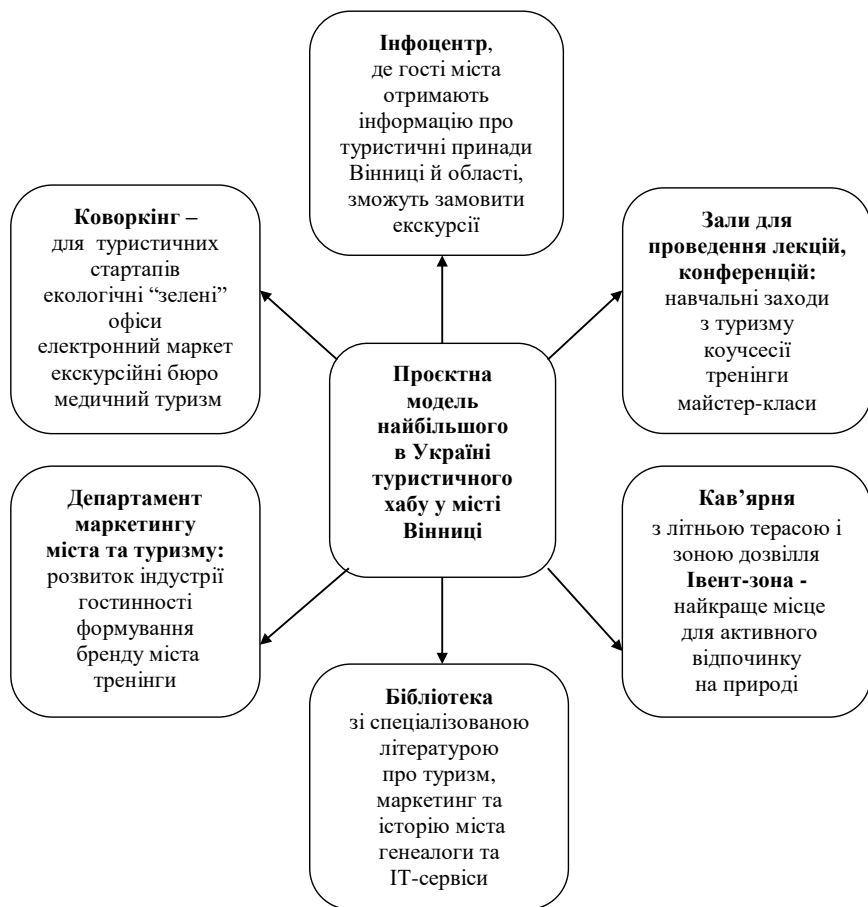 Інфоцентр,
де гості міста
отримають
інформацію про
туристичні принади
Вінниці й області,
зможуть замовити
екскурсії
Коворкінг –
для туристичних
стартапів
екологічні “зелені”
офіси
електронний маркет
екскурсійні бюро
медичний туризм
Зали для
проведення лекцій,
конференцій:
навчальні заходи
з туризму
коучсесії
тренінги
майстер-класи
Проєктна
модель
найбільшого
в Україні
туристичного
хабу у місті
Вінниці
Департамент
маркетингу
міста та туризму:
розвиток індустрії
гостинності
формування
бренду міста
тренінги
Кав’ярня
з літньою терасою і
зоною дозвілля
Івент-зона -
найкраще місце
для активного
відпочинку
на природі
Бібліотека
зі спеціалізованою
літературою
про туризм,
маркетинг та
історію міста
генеалоги та
ІТ-сервіси